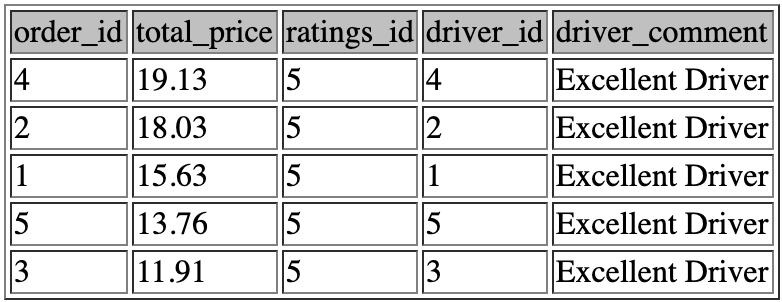 order_id total_price ratings_id driver_id driver_comment
4 19.13 5 4 Excellent Driver
2 18.03 5 2 Excellent Driver
1 15.63 5 1 Excellent Driver
5 13.76 5 5 Excellent Driver
3 11.91 5 3 Excellent Driver